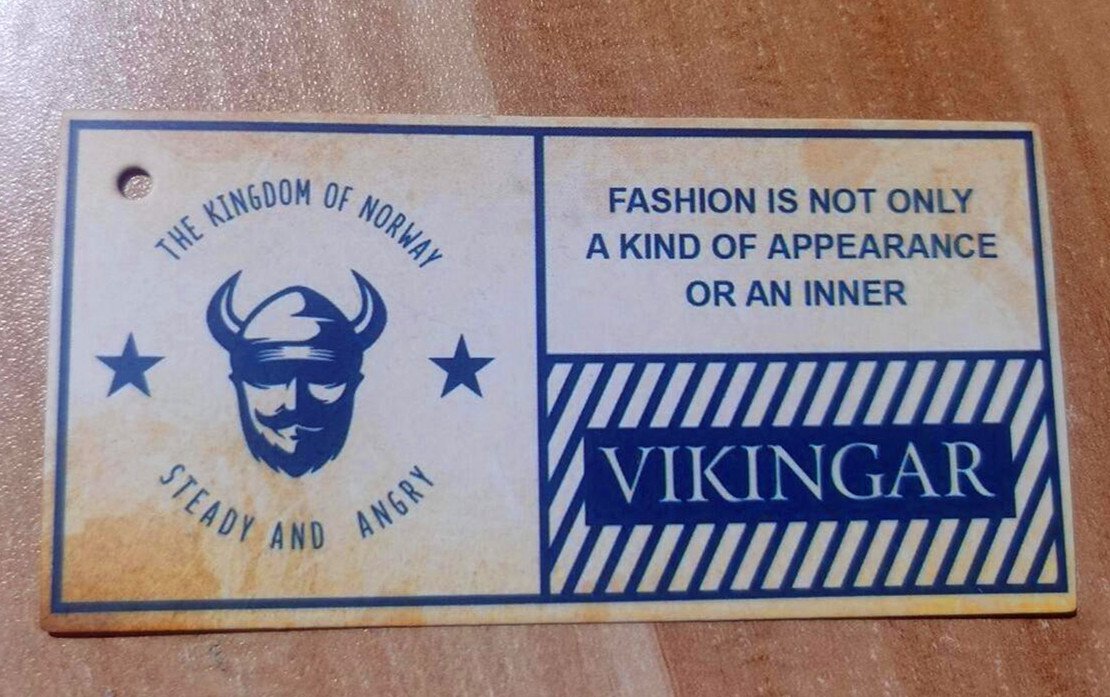 THE KINGDOM OF NORWAY
STEADY AND ANGRY
FASHION IS NOT ONLY
A KIND OF APPEARANCE
OR AN INNER
VIKINGAR